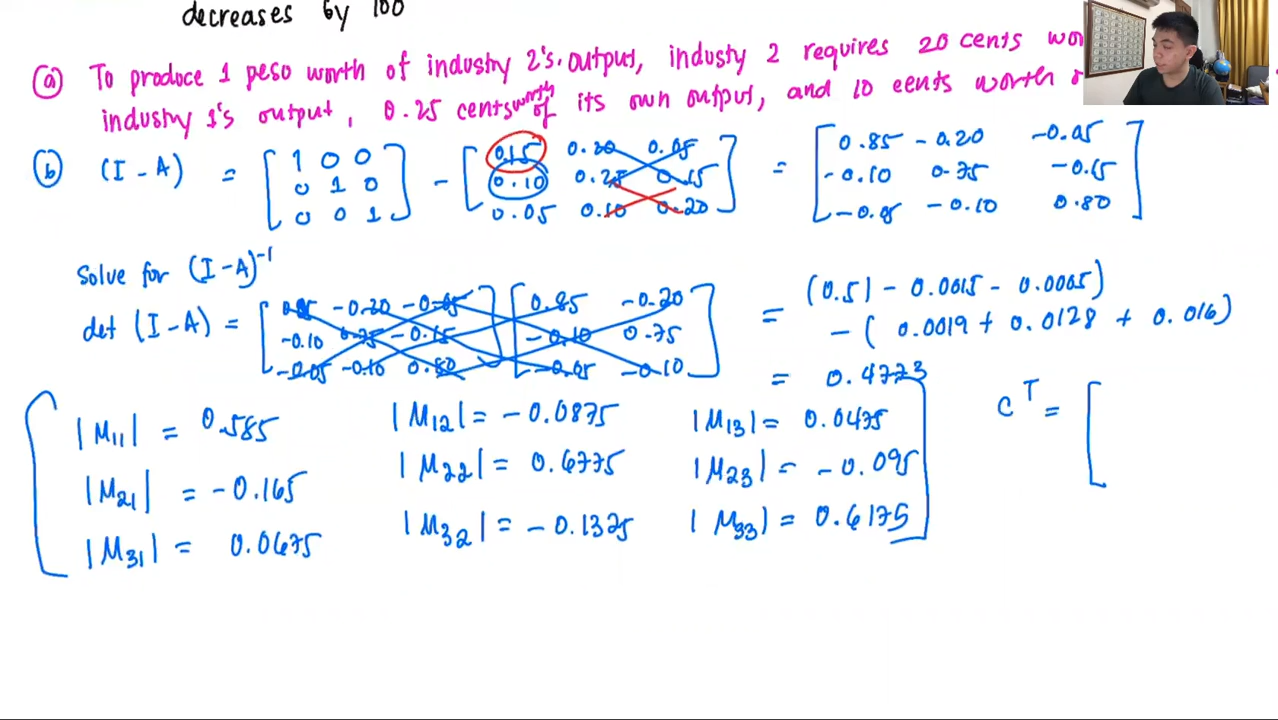 decreases by 100
(a) To produce 1 peso worth of industry 2's output, industy 2 requires 20 cents
industry 1's output, 0.25 cents worth of its own output, and 10 cents worth
(b) (I - A) = [ 1 0 0 ] - [ 0.15 0.20 0.05 ] = [ 0.85 -0.20 -0.05 ]
[ 0 1 0 ] [ 0.10 0.25 0.15 ] [ -0.10 0.75 -0.15 ]
[ 0 0 1 ] [ 0.05 0.10 0.20 ] [ -0.05 -0.10 0.80 ]
Solve for (I - A)⁻¹
det (I - A) = [ 0.85 -0.20 -0.05 ] [ 0.85 -0.20 ] = (0.51 - 0.0015 - 0.0005)
[ -0.10 0.75 -0.15 ] [ -0.10 0.75 ] - ( 0.0019 + 0.0128 + 0.016)
[ -0.05 -0.10 0.80 ] [ -0.05 -0.10 ] = 0.4773
|M11| = 0.585 |M12| = -0.0875 |M13| = 0.0475 Cᵀ = [
|M21| = -0.165 |M22| = 0.6775 |M23| = -0.095
|M31| = 0.0675 |M32| = -0.1325 |M33| = 0.6175 ]